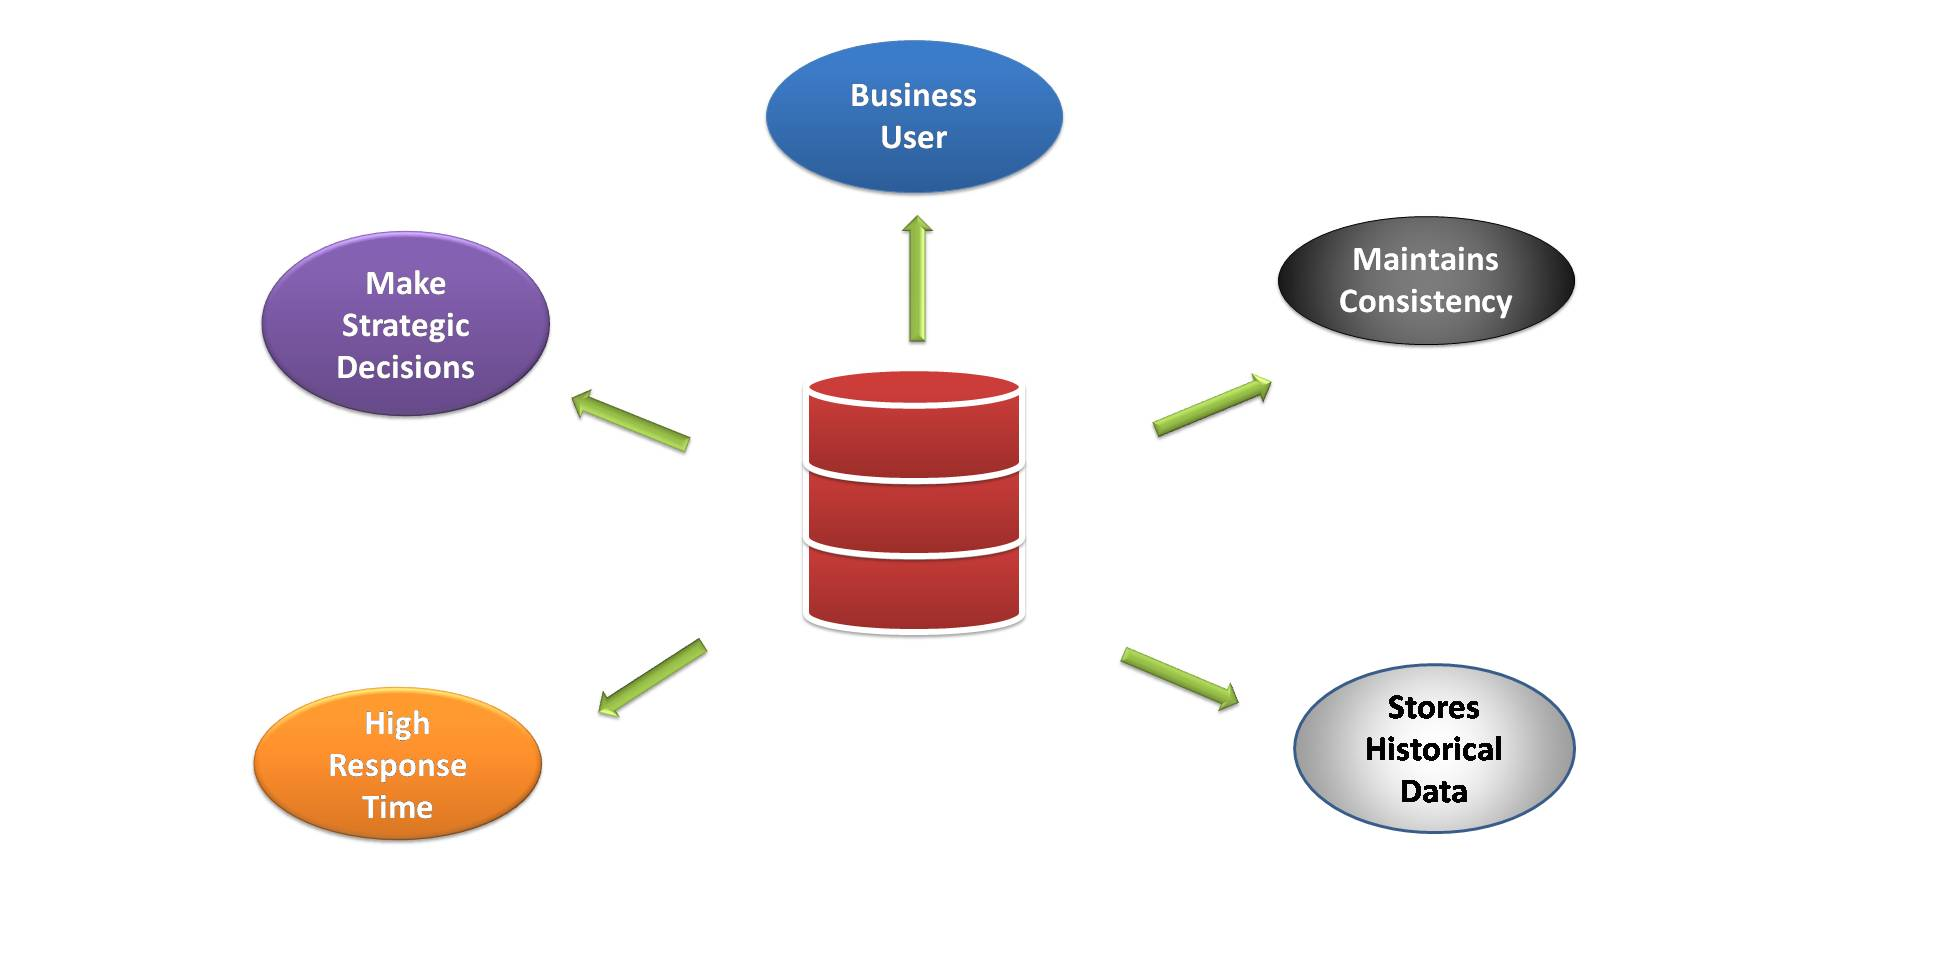 Business
User
Maintains
Consistency
Make
Strategic
Decisions
Stores
Historical
Data
High
Response
Time